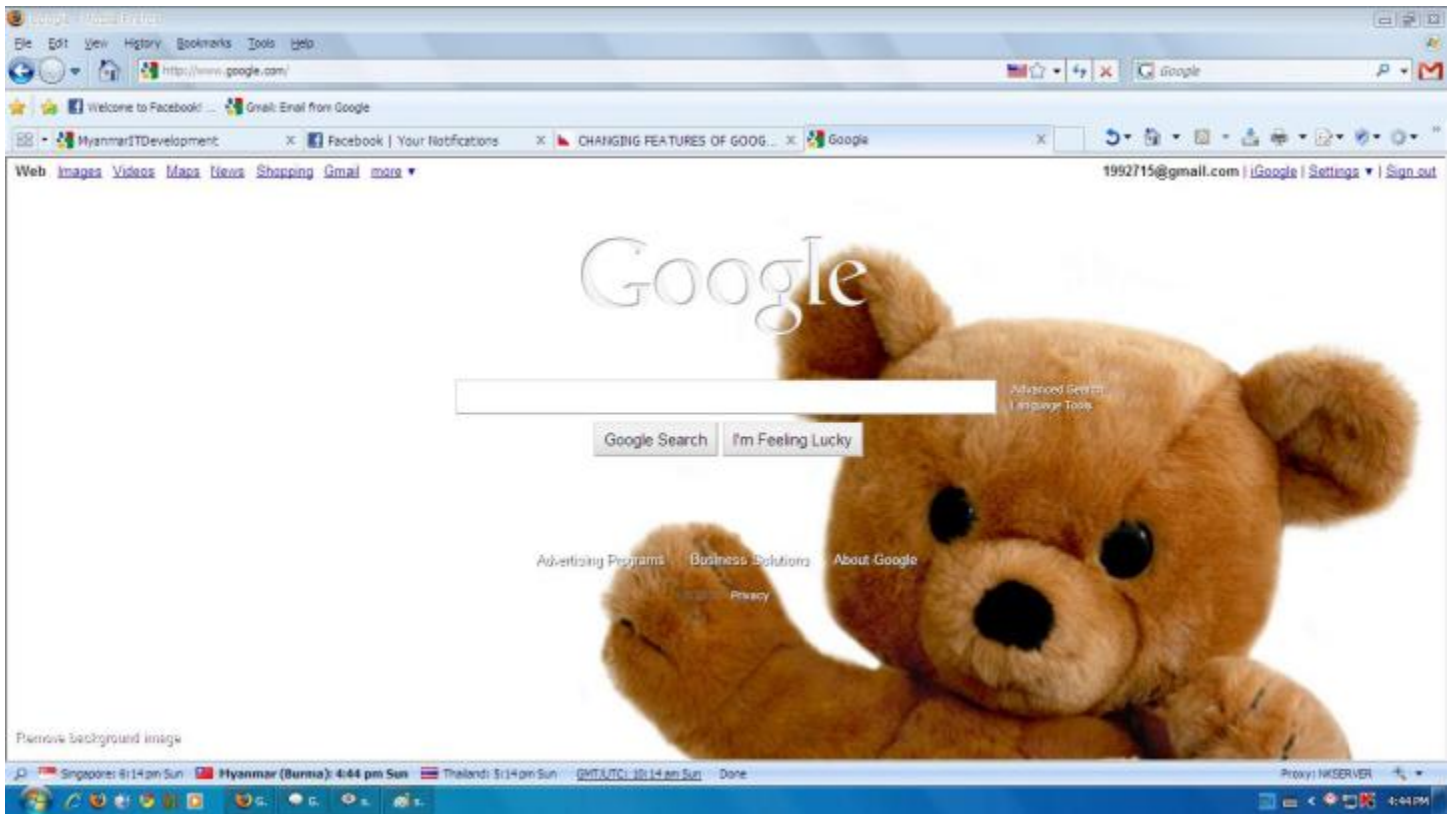 Google - Mozilla Firefox
File Edit View History Bookmarks Tools Help
http://www.google.com/ Google
Welcome to Facebook! ... Gmail: Email from Google
MyanmarITDevelopment Facebook | Your Notifications CHANGING FEATURES OF GOOG... Google
Web Images Videos Maps News Shopping Gmail more ▼ 1992715@gmail.com | iGoogle | Settings ▼ | Sign out
Google
Advanced Search
Language Tools
Google Search I'm Feeling Lucky
Advertising Programs Business Solutions About Google
Privacy
Remove background image
Singapore: 6:14 pm Sun Myanmar (Burma): 4:44 pm Sun Thailand: 5:14 pm Sun GMT/UTC: 10:14 am Sun Done Proxy: NKSERVER
G. G. s. s. 4:44 PM